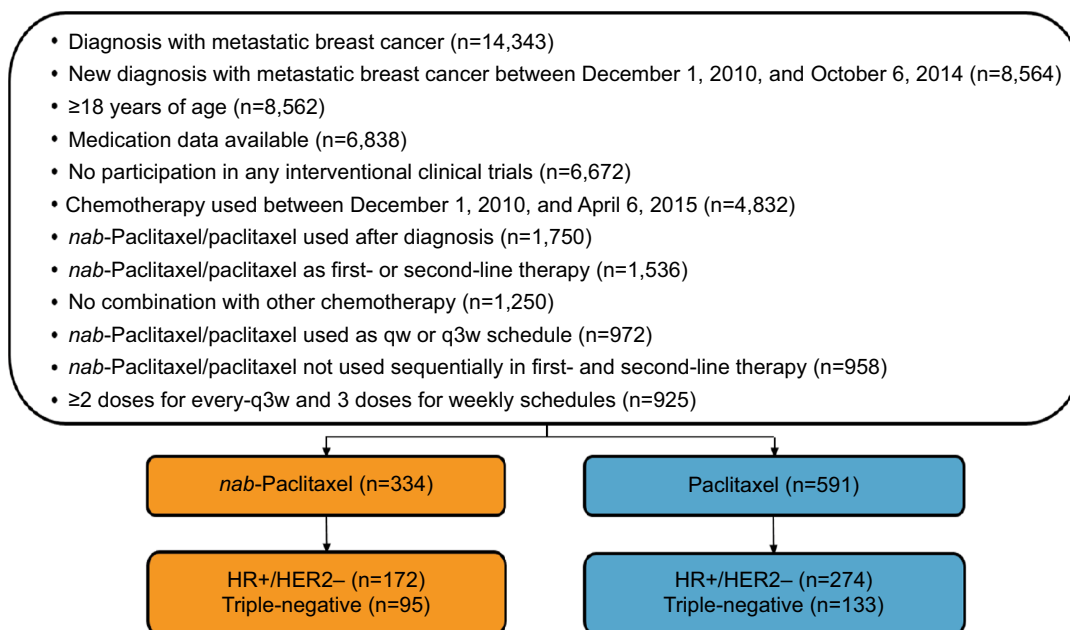 • Diagnosis with metastatic breast cancer (n=14,343)
• New diagnosis with metastatic breast cancer between December 1, 2010, and October 6, 2014 (n=8,564)
• ≥18 years of age (n=8,562)
• Medication data available (n=6,838)
• No participation in any interventional clinical trials (n=6,672)
• Chemotherapy used between December 1, 2010, and April 6, 2015 (n=4,832)
• nab-Paclitaxel/paclitaxel used after diagnosis (n=1,750)
• nab-Paclitaxel/paclitaxel as first- or second-line therapy (n=1,536)
• No combination with other chemotherapy (n=1,250)
• nab-Paclitaxel/paclitaxel used as qw or q3w schedule (n=972)
• nab-Paclitaxel/paclitaxel not used sequentially in first- and second-line therapy (n=958)
• ≥2 doses for every-q3w and 3 doses for weekly schedules (n=925)
nab-Paclitaxel (n=334)
Paclitaxel (n=591)
HR+/HER2– (n=172)
Triple-negative (n=95)
HR+/HER2– (n=274)
Triple-negative (n=133)